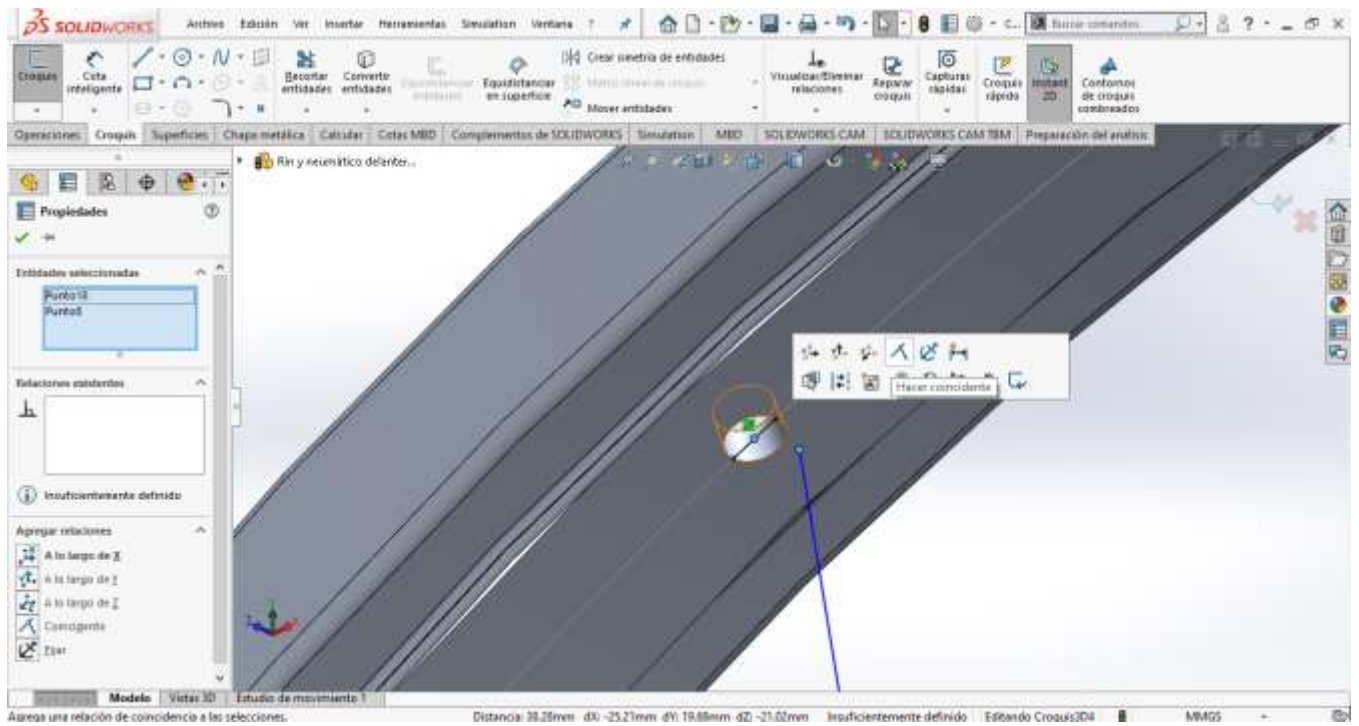 SOLIDWORKS Archivo Edición Ver Insertar Herramientas Simulation Ventana ? Buscar comandos ?
Croquis
Cota inteligente
Recortar entidades
Convertir entidades
Equidistanciar en superficie
Crear simetría de entidades
Mover entidades
Visualizar/Eliminar relaciones
Reparar croquis
Capturas rápidas
Croquis rápido
Instant 2D
Contornos de croquis sombreados
Operaciones Croquis Superficies Chapa metálica Calcular Cotas MBD Complementos de SOLIDWORKS Simulation MBD SOLIDWORKS CAM SOLIDWORKS CAM TBM Preparación del análisis
Rin y neumático delanter...
Propiedades
Entidades seleccionadas
Punto8
Relaciones existentes
Insuficientemente definido
Agregar relaciones
A lo largo de X
A lo largo de Y
A lo largo de Z
Coincidente
Fijar
Hacer coincidente
Modelo Vistas 3D Estudio de movimiento 1
Agrega una relación de coincidencia a las selecciones. Distancia: 38.28mm dX: -25.21mm dY: 19.88mm dZ: -21.02mm Insuficientemente definido Editando Croquis3D4 MMGS